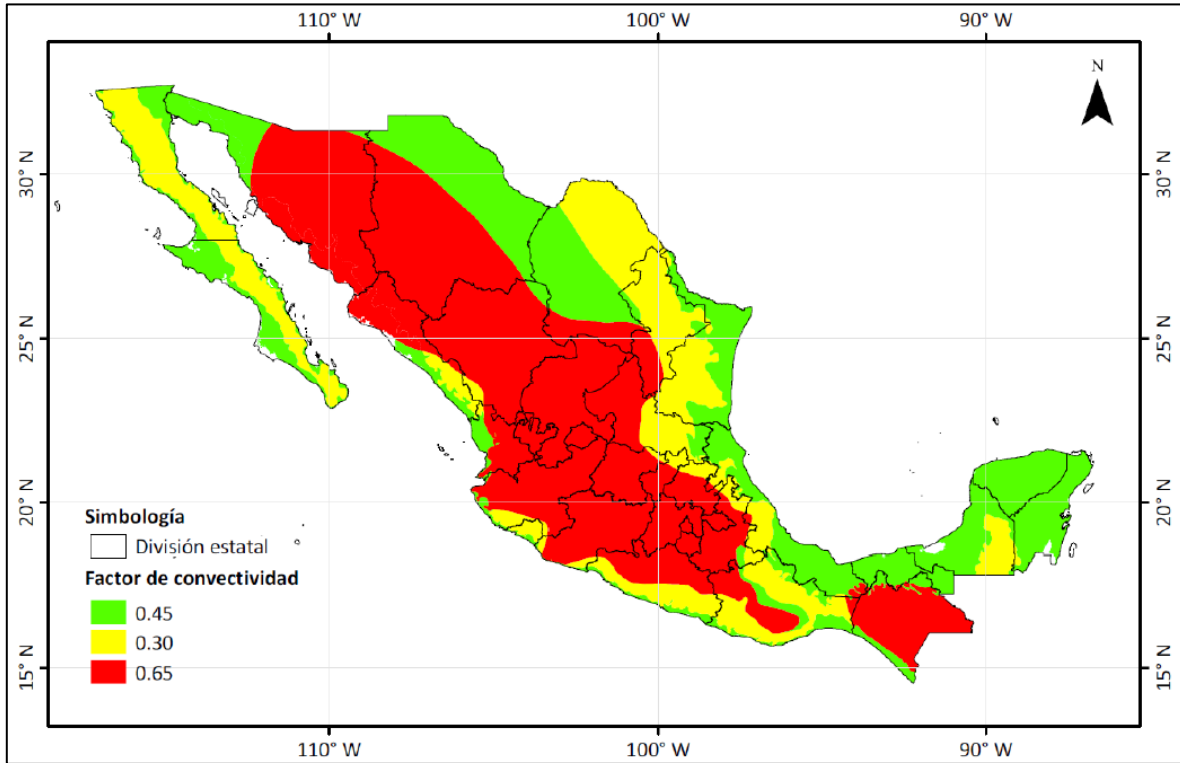 110° W 100° W 90° W
N
30° N 30° N
25° N 25° N
20° N 20° N
Simbología
División estatal
Factor de convectividad
0.45
0.30
0.65
15° N 15° N
110° W 100° W 90° W